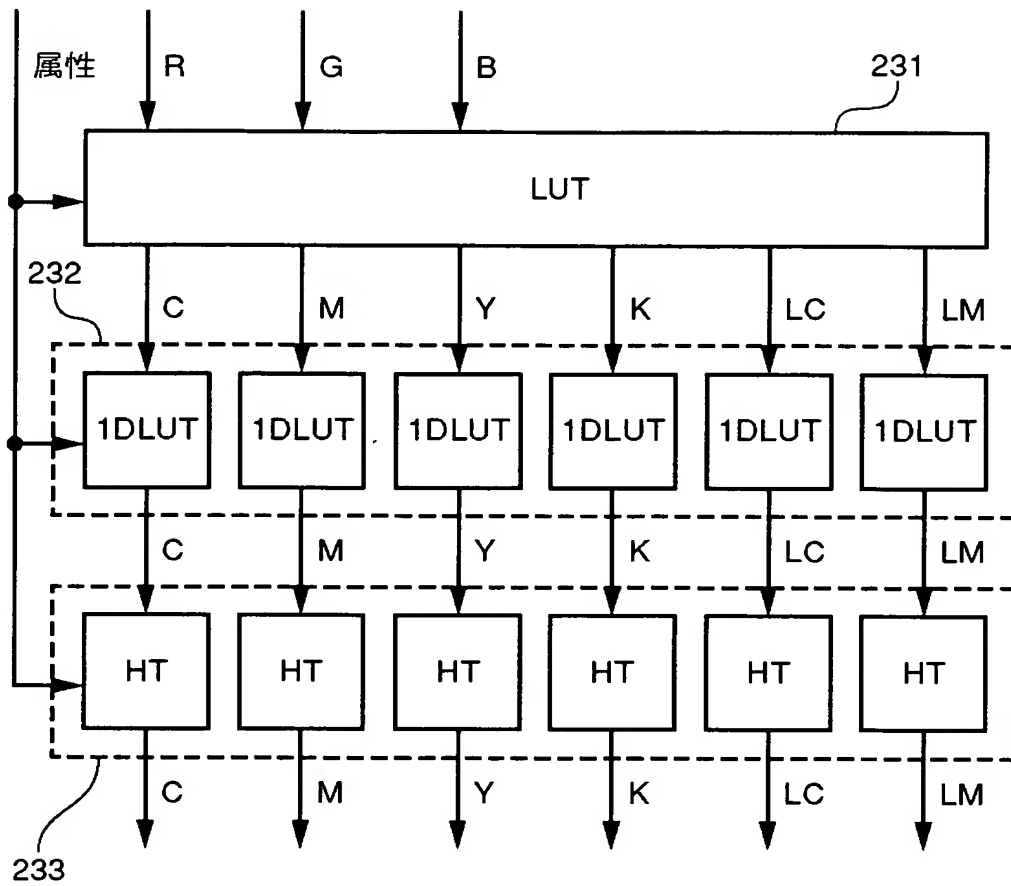 属性 R G B
231
LUT
232
C M Y K LC LM
1DLUT 1DLUT 1DLUT 1DLUT 1DLUT 1DLUT
C M Y K LC LM
HT HT HT HT HT HT
C M Y K LC LM
233